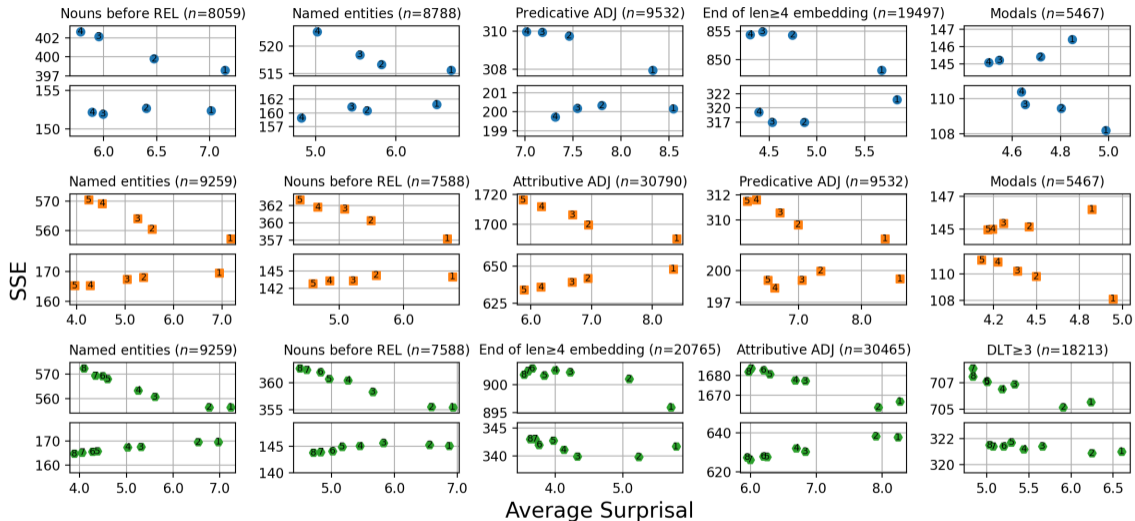 Nouns before REL (n=8059)
Named entities (n=8788)
Predicative ADJ (n=9532)
End of len≥4 embedding (n=19497)
Modals (n=5467)
402
400
397
155
150
6.0 6.5 7.0
520
515
162
160
157
5.0 6.0
310
308
201
200
199
7.0 7.4 7.8 8.2
855
850
322
320
317
4.5 5.0 5.5
147
146
145
110
108
4.6 4.8 5.0
Named entities (n=9259)
Nouns before REL (n=7588)
Attributive ADJ (n=30790)
Predicative ADJ (n=9532)
Modals (n=5467)
570
560
170
160
4.0 5.0 6.0 7.0
362
360
357
145
142
5.0 6.0
1720
1700
650
625
6.0 7.0 8.0
312
310
200
197
7.0 8.0
147
145
110
108
4.2 4.5 4.8 5.0
SSE
Named entities (n=9259)
Nouns before REL (n=7588)
End of len≥4 embedding (n=20765)
Attributive ADJ (n=30465)
DLT≥3 (n=18213)
570
560
170
160
4.0 5.0 6.0 7.0
360
355
145
140
4.0 5.0 6.0 7.0
900
895
345
340
4.0 5.0
1680
1670
640
620
6.0 7.0 8.0
707
705
322
320
5.0 5.5 6.0 6.5
Average Surprisal